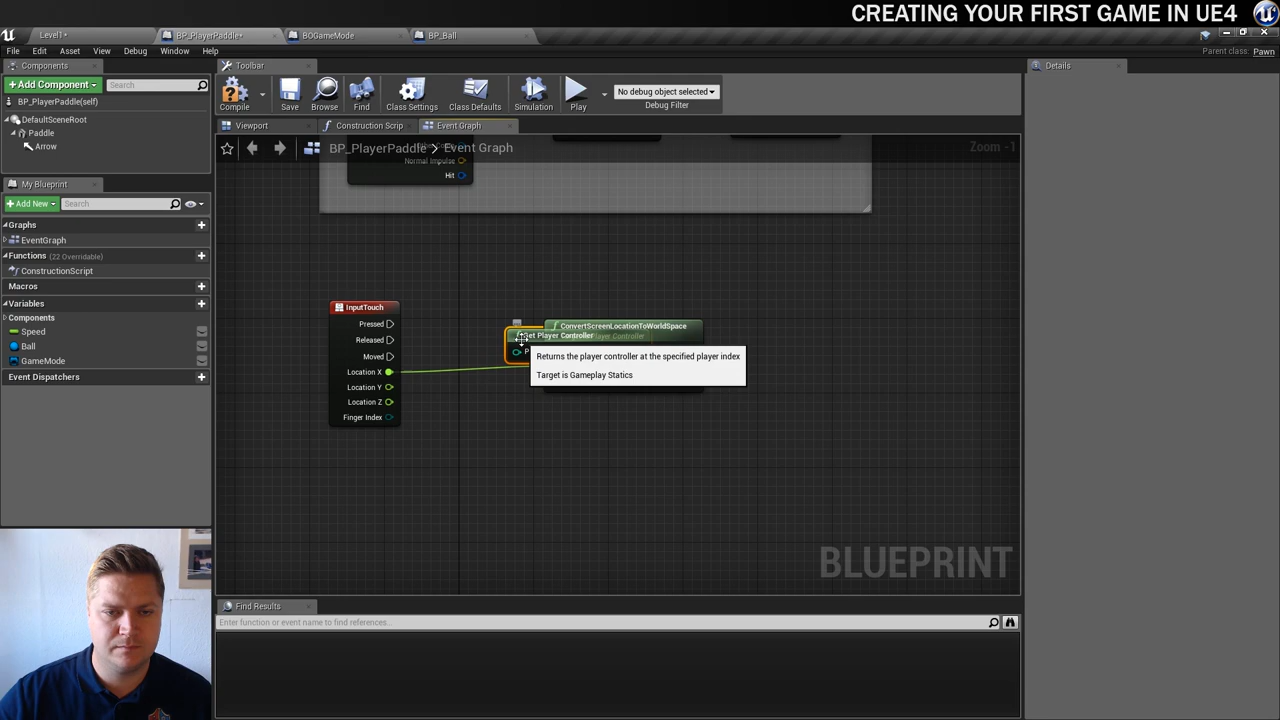 CREATING YOUR FIRST GAME IN UE4
Level1*
BP_PlayerPaddle*
BOGameMode
BP_Ball
File Edit Asset View Debug Window Help
Parent class: Pawn
Components
Toolbar
Details
+Add Component
Search
BP_PlayerPaddle(self)
DefaultSceneRoot
Paddle
Arrow
Compile
Save
Browse
Find
Class Settings
Class Defaults
Simulation
Play
No debug object selected
Debug Filter
Viewport
Construction Scrip
Event Graph
BP_PlayerPaddle > Event Graph
Zoom -1
Normal Impulse
Hit
My Blueprint
+Add New
Search
Graphs
EventGraph
Functions (22 Overridable)
ConstructionScript
Macros
Variables
Components
Speed
Ball
GameMode
Event Dispatchers
InputTouch
Pressed
Released
Moved
Location X
Location Y
Location Z
Finger Index
ConvertScreenLocationToWorldSpace
Get Player Controller
Player Controller
Returns the player controller at the specified player index
Target is Gameplay Statics
BLUEPRINT
Find Results
Enter function or event name to find references...